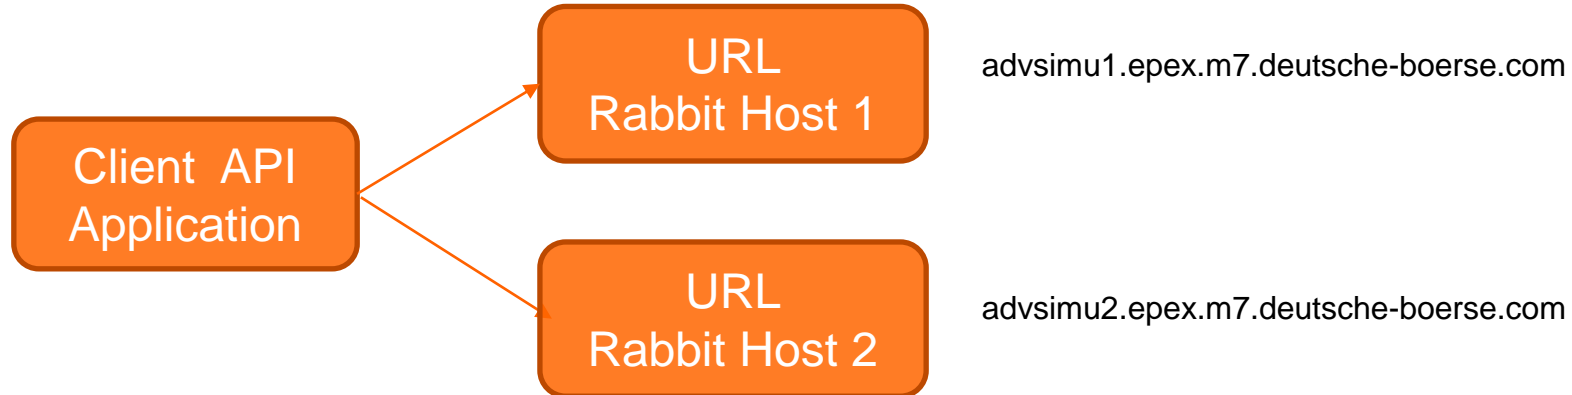 URL
Rabbit Host 1
advsimu1.epex.m7.deutsche-boerse.com
Client  API
Application
URL
Rabbit Host 2
advsimu2.epex.m7.deutsche-boerse.com